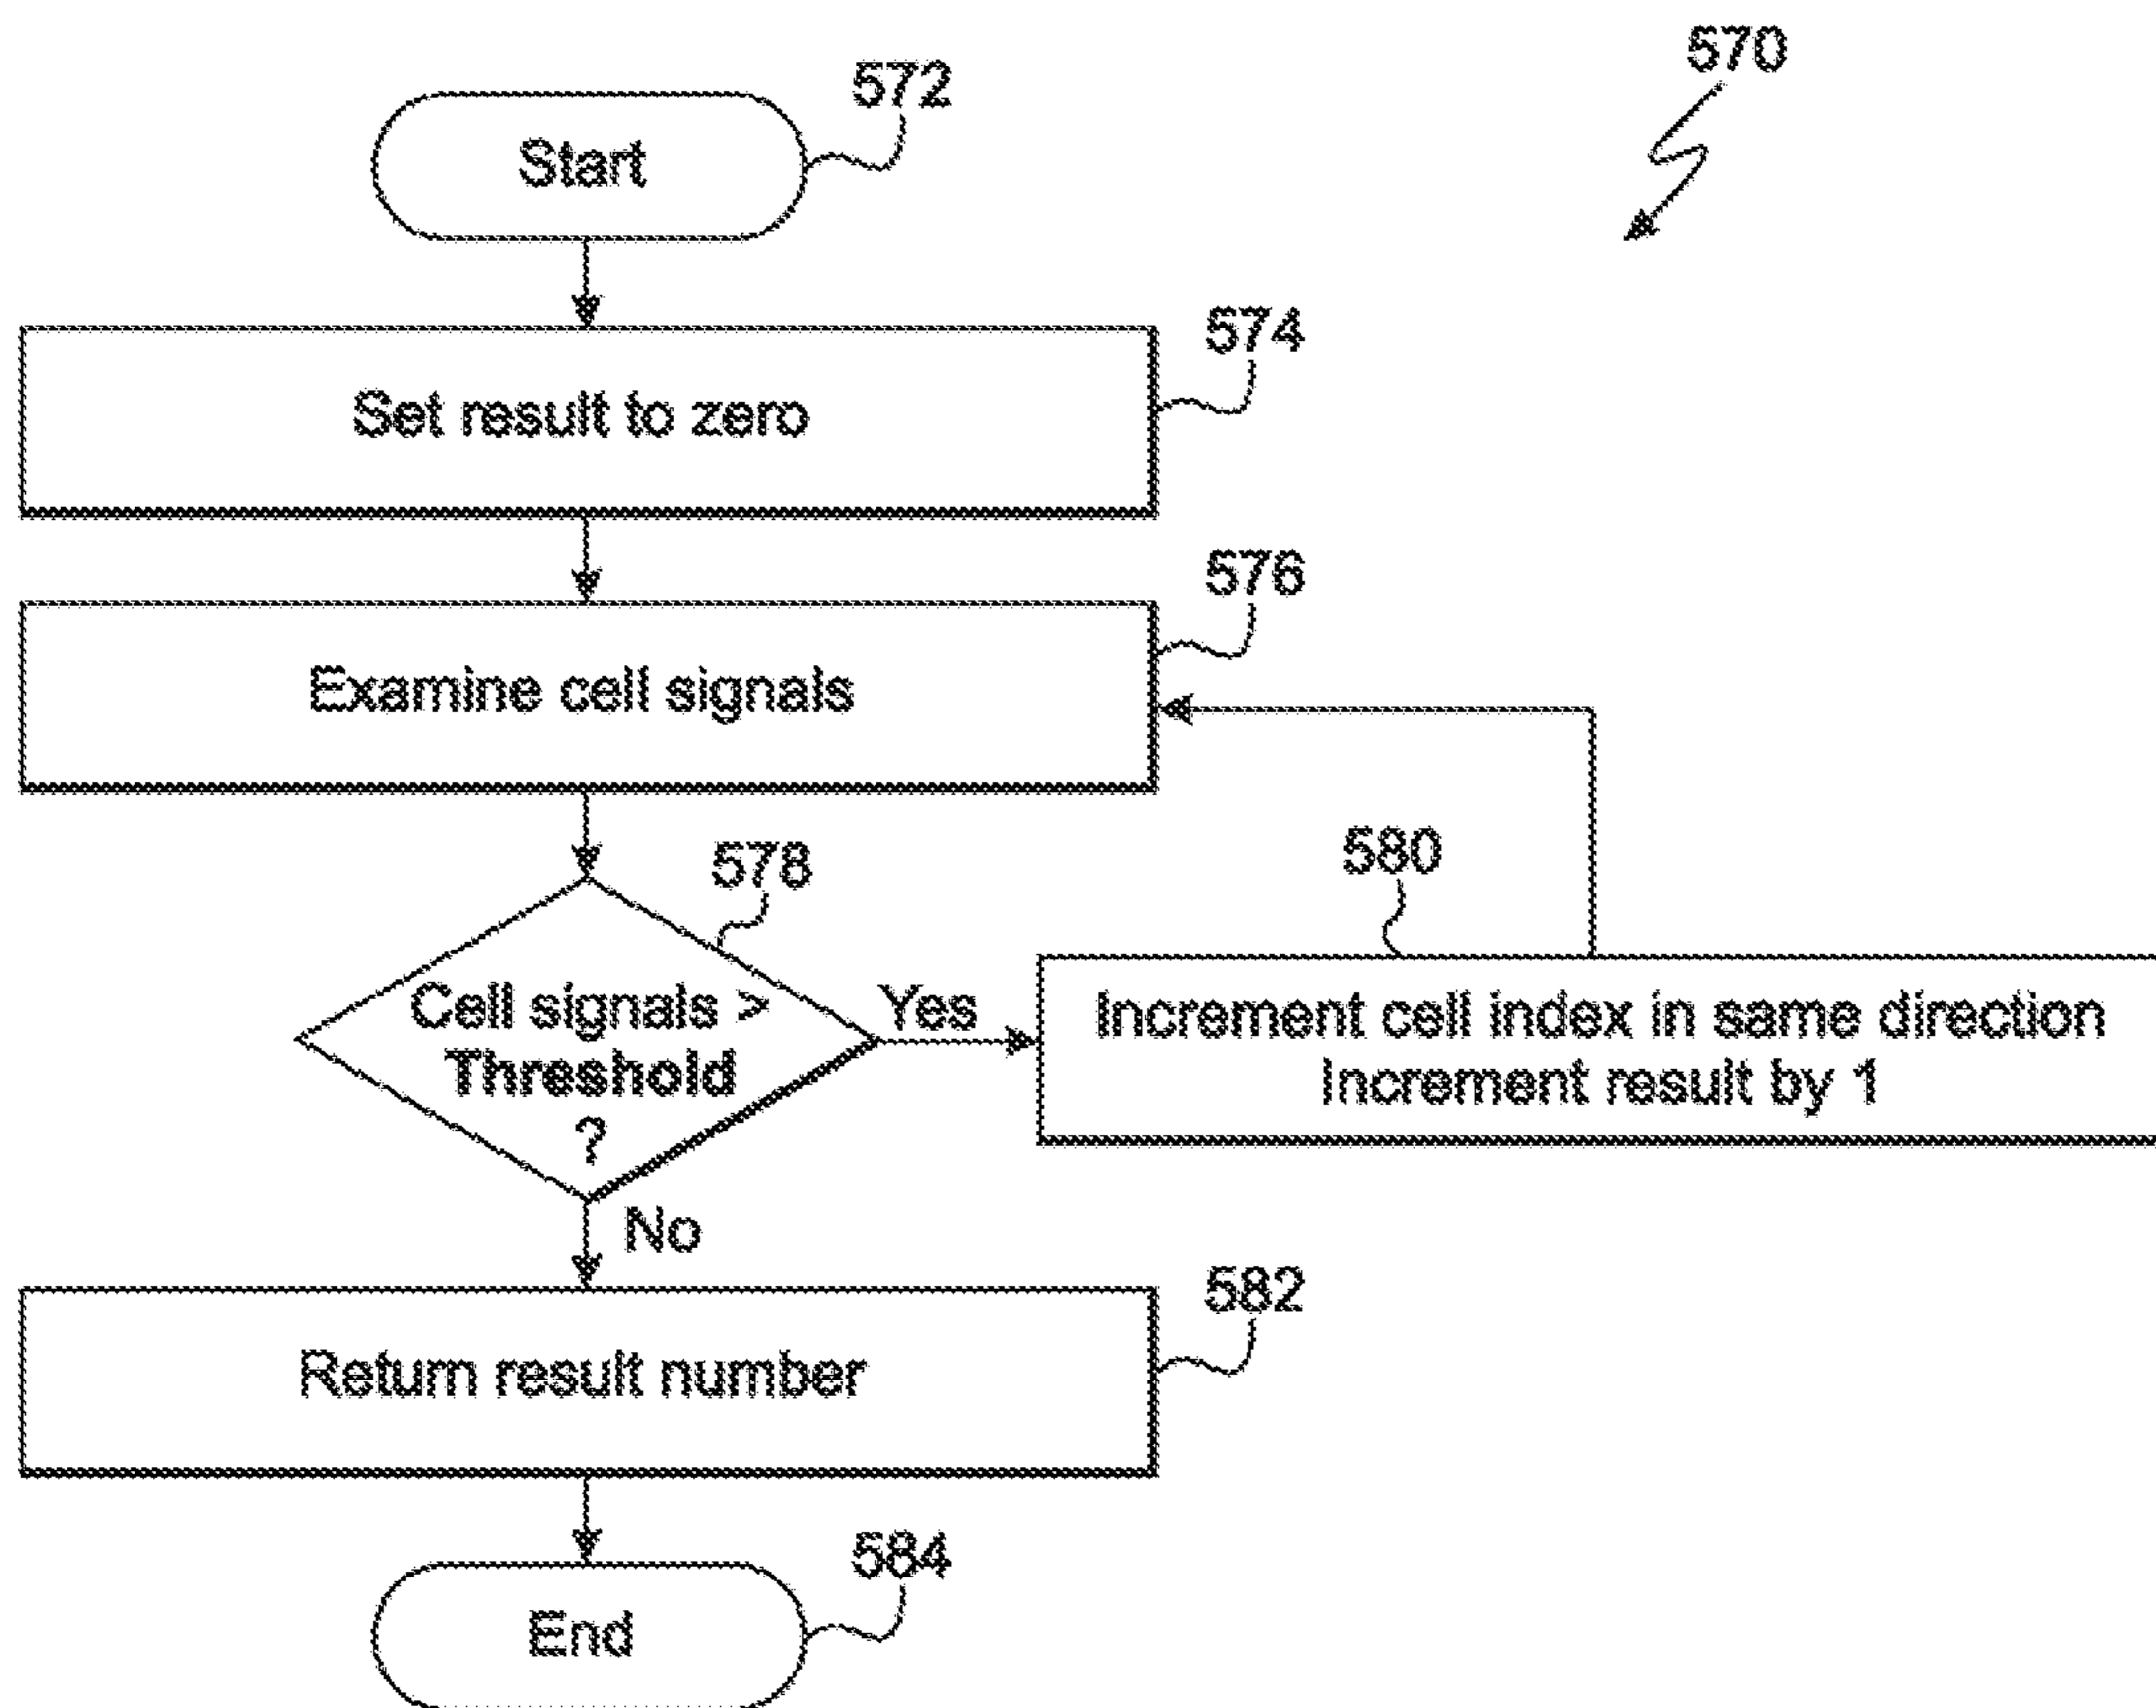 570
572
Start
574
Set result to zero
576
Examine cell signals
578
Cell signals >
Threshold
?
Yes
580
Increment cell index in same direction
Increment result by 1
No
582
Return result number
584
End